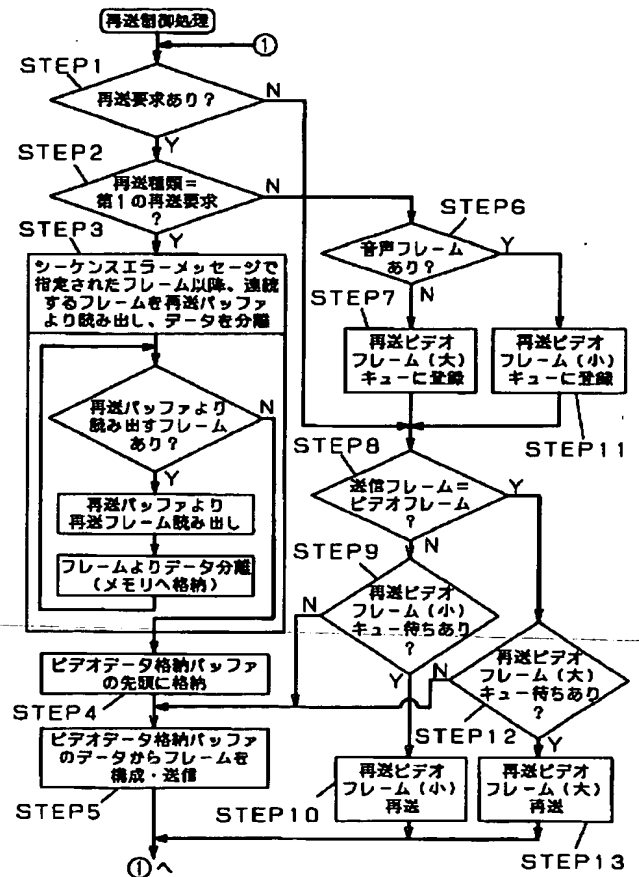 再送制御処理
①
STEP1
再送要求あり?
N
Y
STEP2
再送種類=
第1の再送要求
?
N
Y
STEP3
シーケンスエラーメッセージで
指定されたフレーム以降、連続
するフレームを再送バッファ
より読み出し、データを分離
再送バッファより
読み出すフレーム
あり?
N
Y
再送バッファより
再送フレーム読み出し
フレームよりデータ分離
(メモリへ格納)
ビデオデータ格納バッファ
の先頭に格納
STEP4
ビデオデータ格納バッファ
のデータからフレームを
構成・送信
STEP5
①へ
STEP6
音声フレーム
あり?
Y
N
STEP7
再送ビデオ
フレーム(大)
キューに登録
再送ビデオ
フレーム(小)
キューに登録
STEP11
STEP8
送信フレーム=
ビデオフレーム
?
Y
N
STEP9
再送ビデオ
フレーム(小)
キュー待ちあり
?
N
Y
再送ビデオ
フレーム(大)
キュー待ちあり
?
N
Y
STEP12
再送ビデオ
フレーム(小)
再送
STEP10
再送ビデオ
フレーム(大)
再送
STEP13